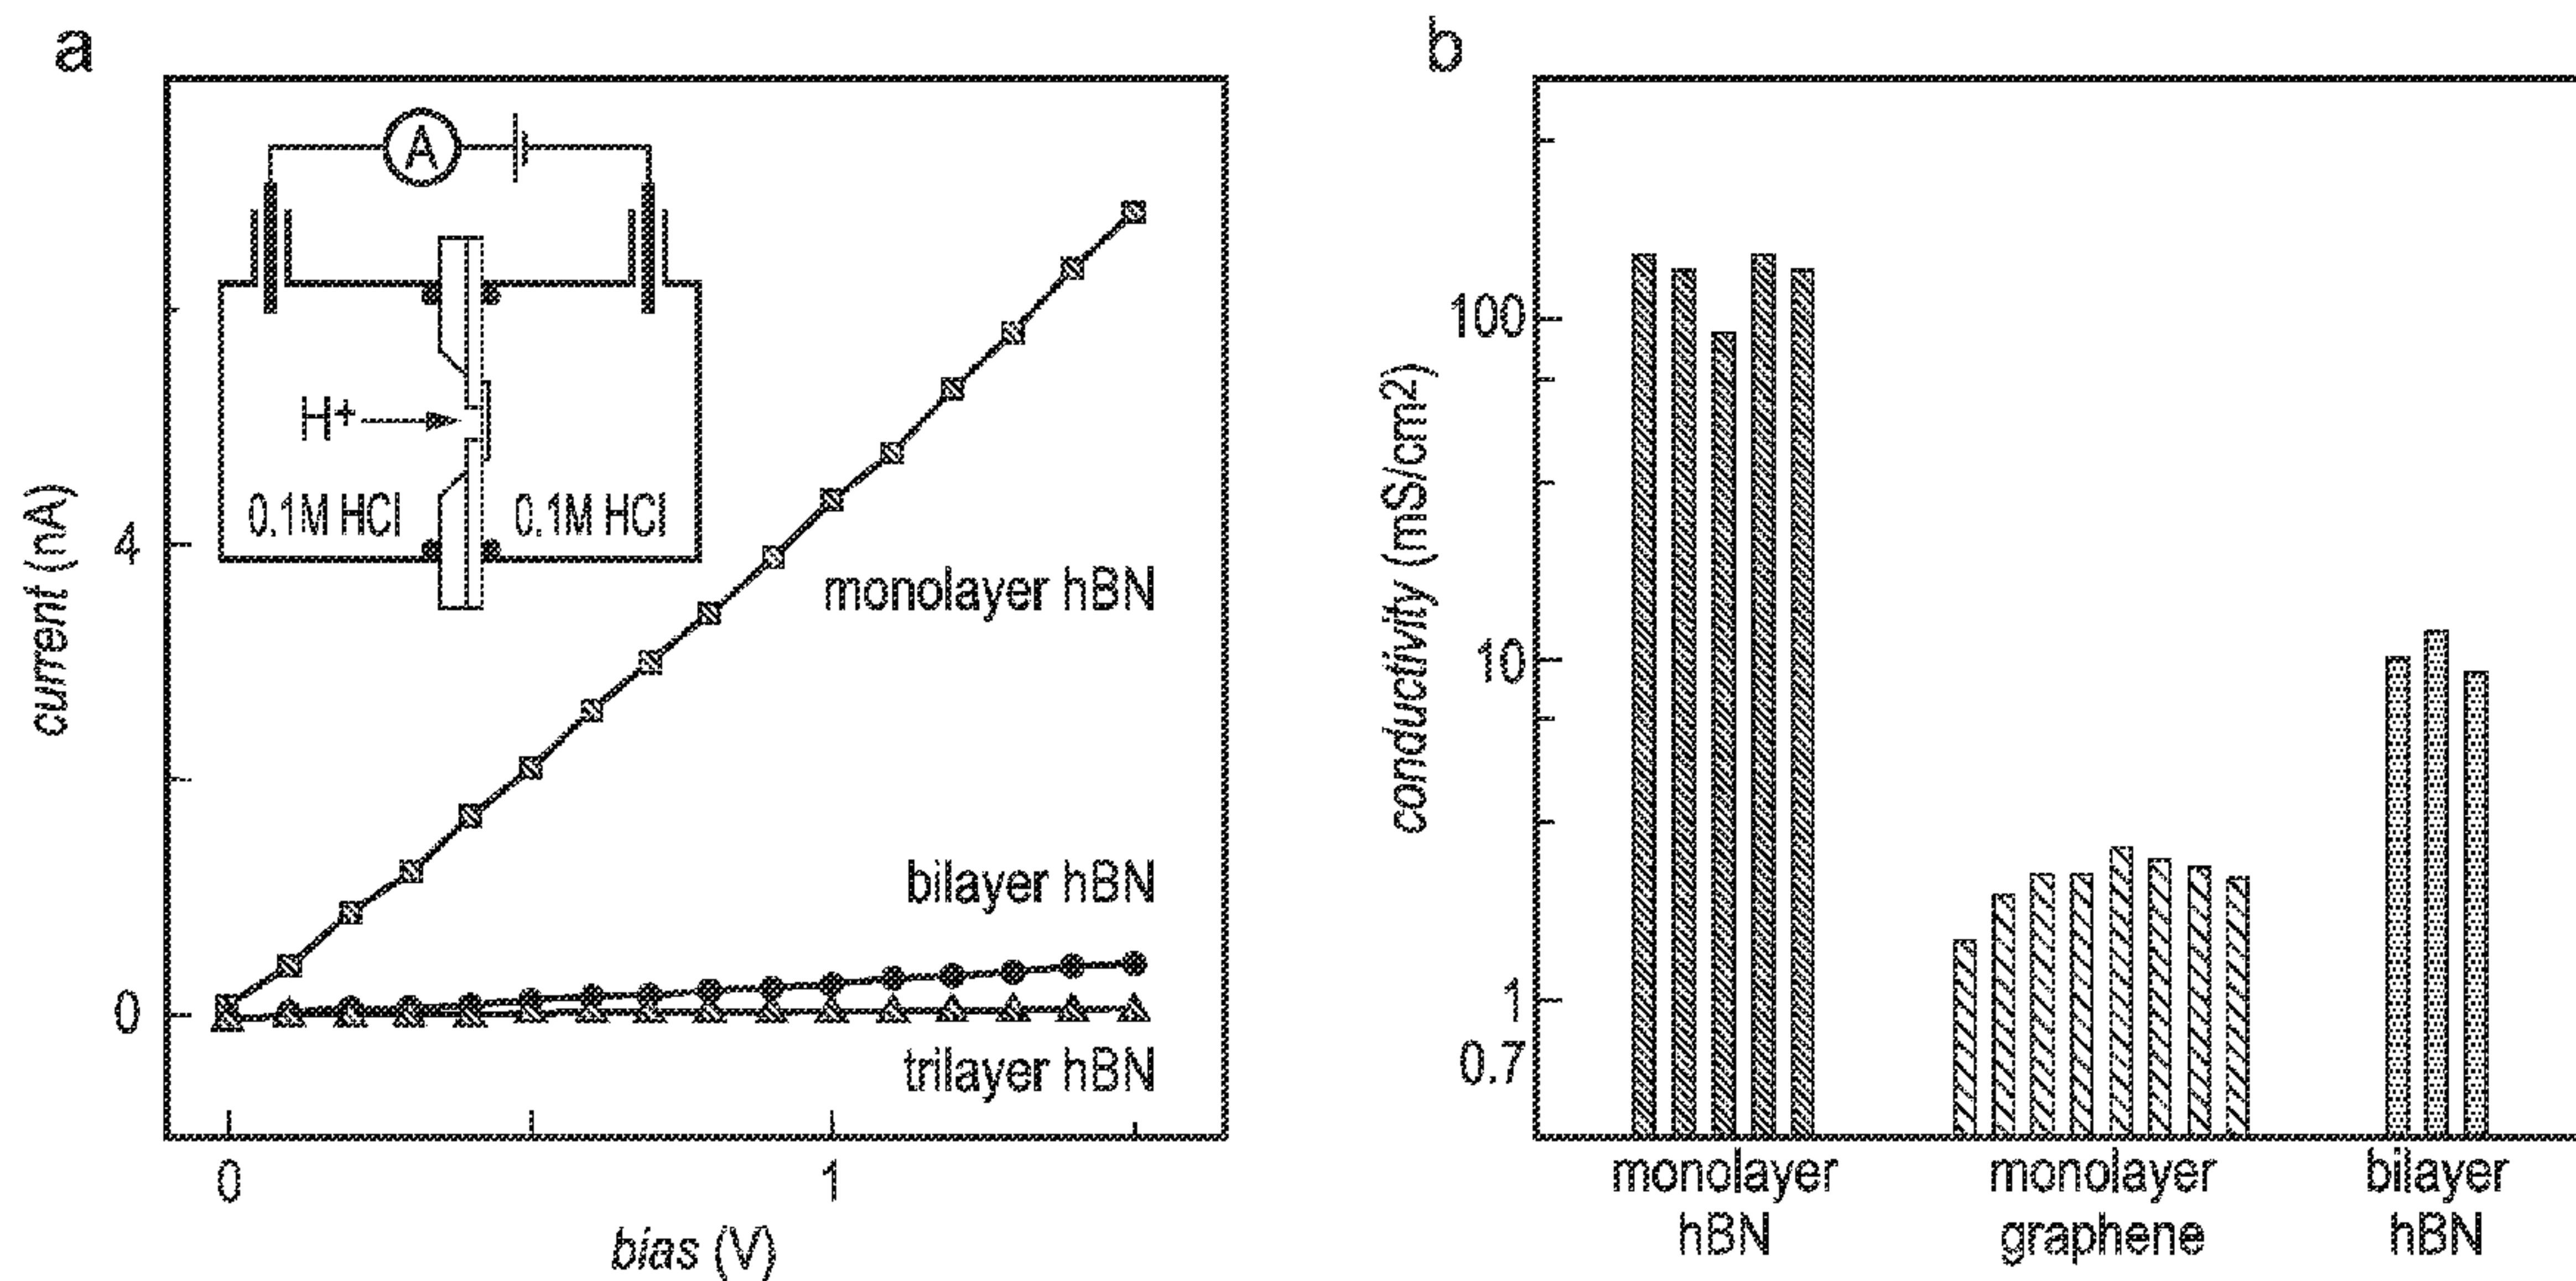 a
A
H+
0.1M HCl
0.1M HCl
monolayer hBN
bilayer hBN
trilayer hBN
current (nA)
4
0
0
1
bias (V)
b
conductivity (mS/cm2)
100
10
1
0.7
monolayer
hBN
monolayer
graphene
bilayer
hBN